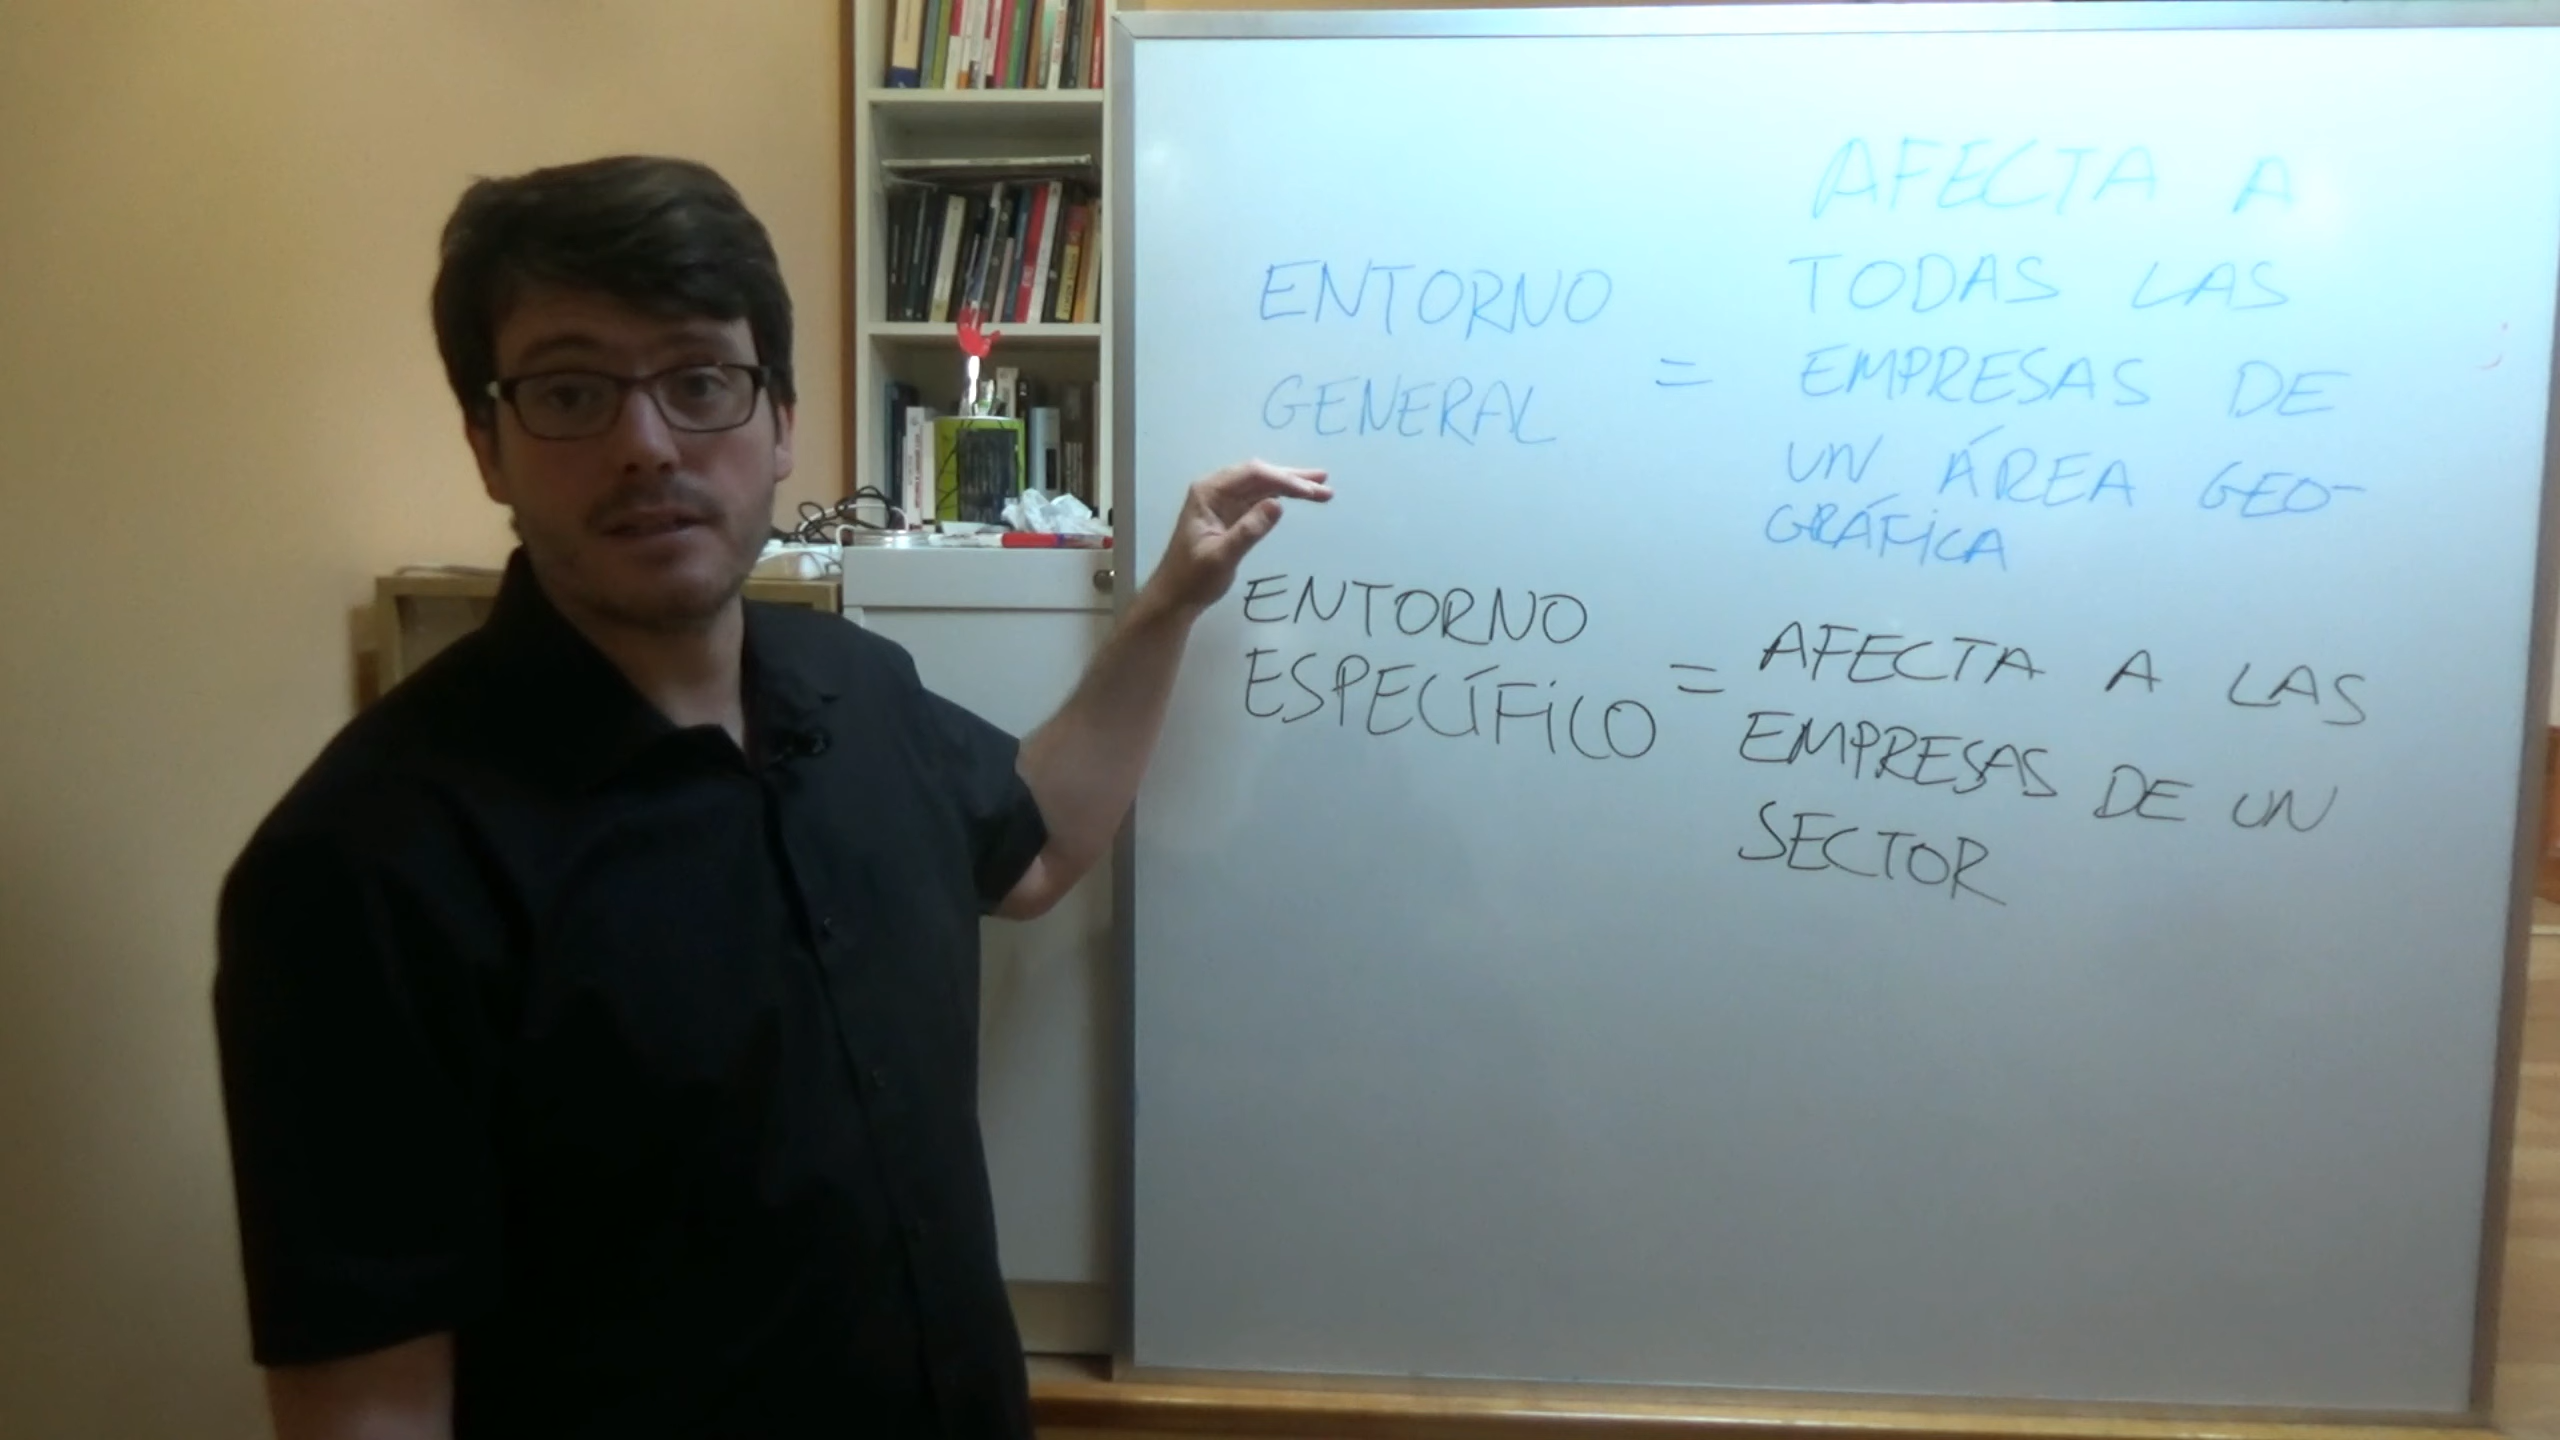 ENTORNO
GENERAL
=
AFECTA A
TODAS LAS
EMPRESAS DE
UN ÁREA GEO-
GRÁFICA
ENTORNO
ESPECÍFICO
=
AFECTA A LAS
EMPRESAS DE UN
SECTOR